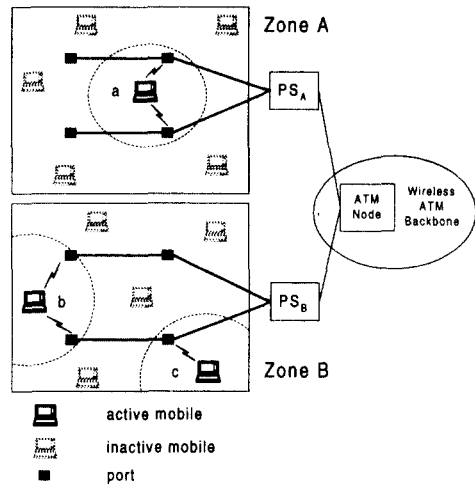 Zone A
a
PS_A
ATM
Node
Wireless
ATM
Backbone
b
PS_B
c
Zone B
active mobile
inactive mobile
port